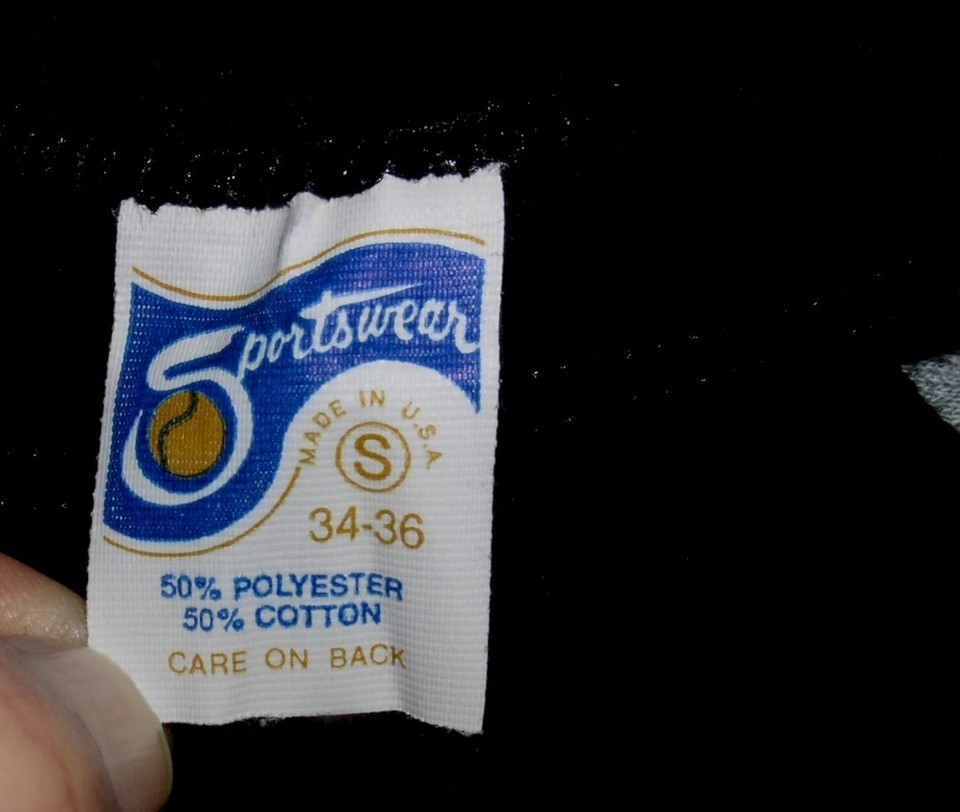 Sportswear
MADE IN U.S.A.
S
34-36
50% POLYESTER
50% COTTON
CARE ON BACK